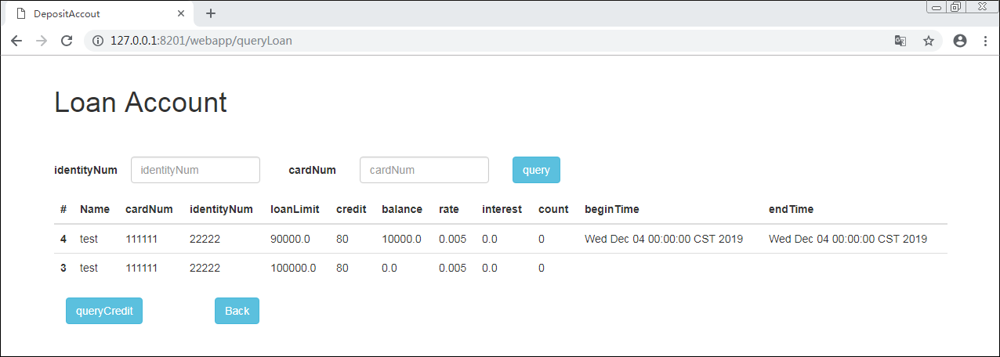 DepositAccout
127.0.0.1:8201/webapp/queryLoan
Loan Account
identityNum identityNum cardNum cardNum query
# Name cardNum identityNum loanLimit credit balance rate interest count beginTime endTime
4 test 111111 22222 90000.0 80 10000.0 0.005 0.0 0 Wed Dec 04 00:00:00 CST 2019 Wed Dec 04 00:00:00 CST 2019
3 test 111111 22222 100000.0 80 0.0 0.005 0.0 0
queryCredit Back